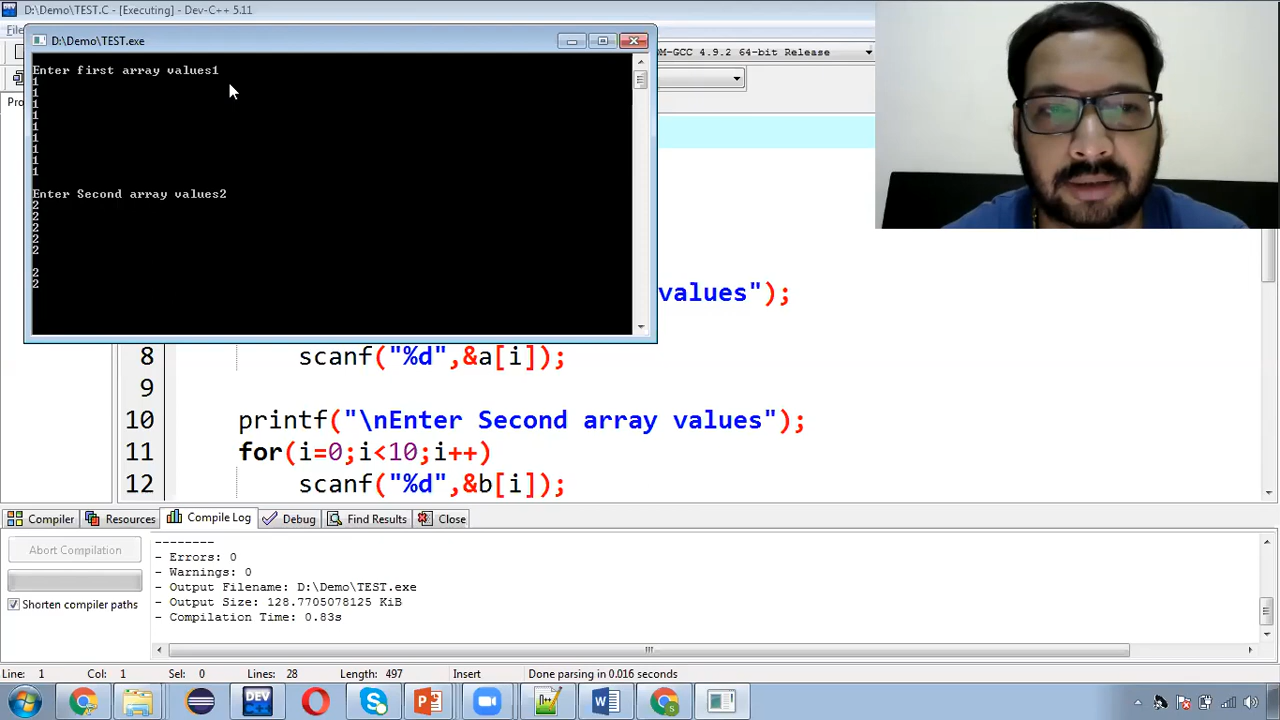 D:\Demo\TEST.C - [Executing] - Dev-C++ 5.11
D:\Demo\TEST.exe
M-GCC 4.9.2 64-bit Release
Enter first array values1
1
1
1
1
1
1
1
1
1
Enter Second array values2
2
2
2
2
2
2
2
values");
8 scanf("%d",&a[i]);
9
10 printf("\nEnter Second array values");
11 for(i=0;i<10;i++)
12 scanf("%d",&b[i]);
Compiler Resources Compile Log Debug Find Results Close
Abort Compilation
Shorten compiler paths
--------
- Errors: 0
- Warnings: 0
- Output Filename: D:\Demo\TEST.exe
- Output Size: 128.7705078125 KiB
- Compilation Time: 0.83s
Line: 1 Col: 1 Sel: 0 Lines: 28 Length: 497 Insert Done parsing in 0.016 seconds
DEV